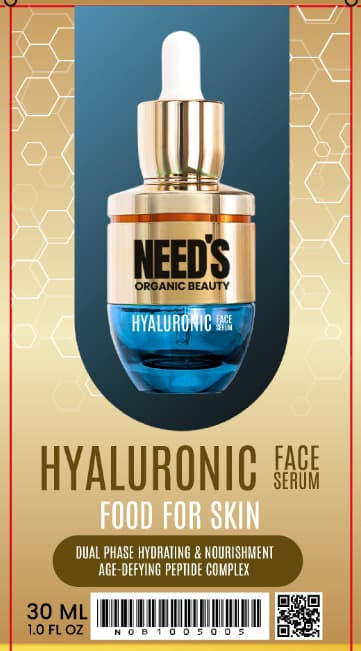 NEED'S
ORGANIC BEAUTY
HYALURONIC FACE SERUM
HYALURONIC FACE SERUM
FOOD FOR SKIN
DUAL PHASE HYDRATING & NOURISHMENT
AGE-DEFYING PEPTIDE COMPLEX
30 ML
1.0 FL OZ
NOB1005005